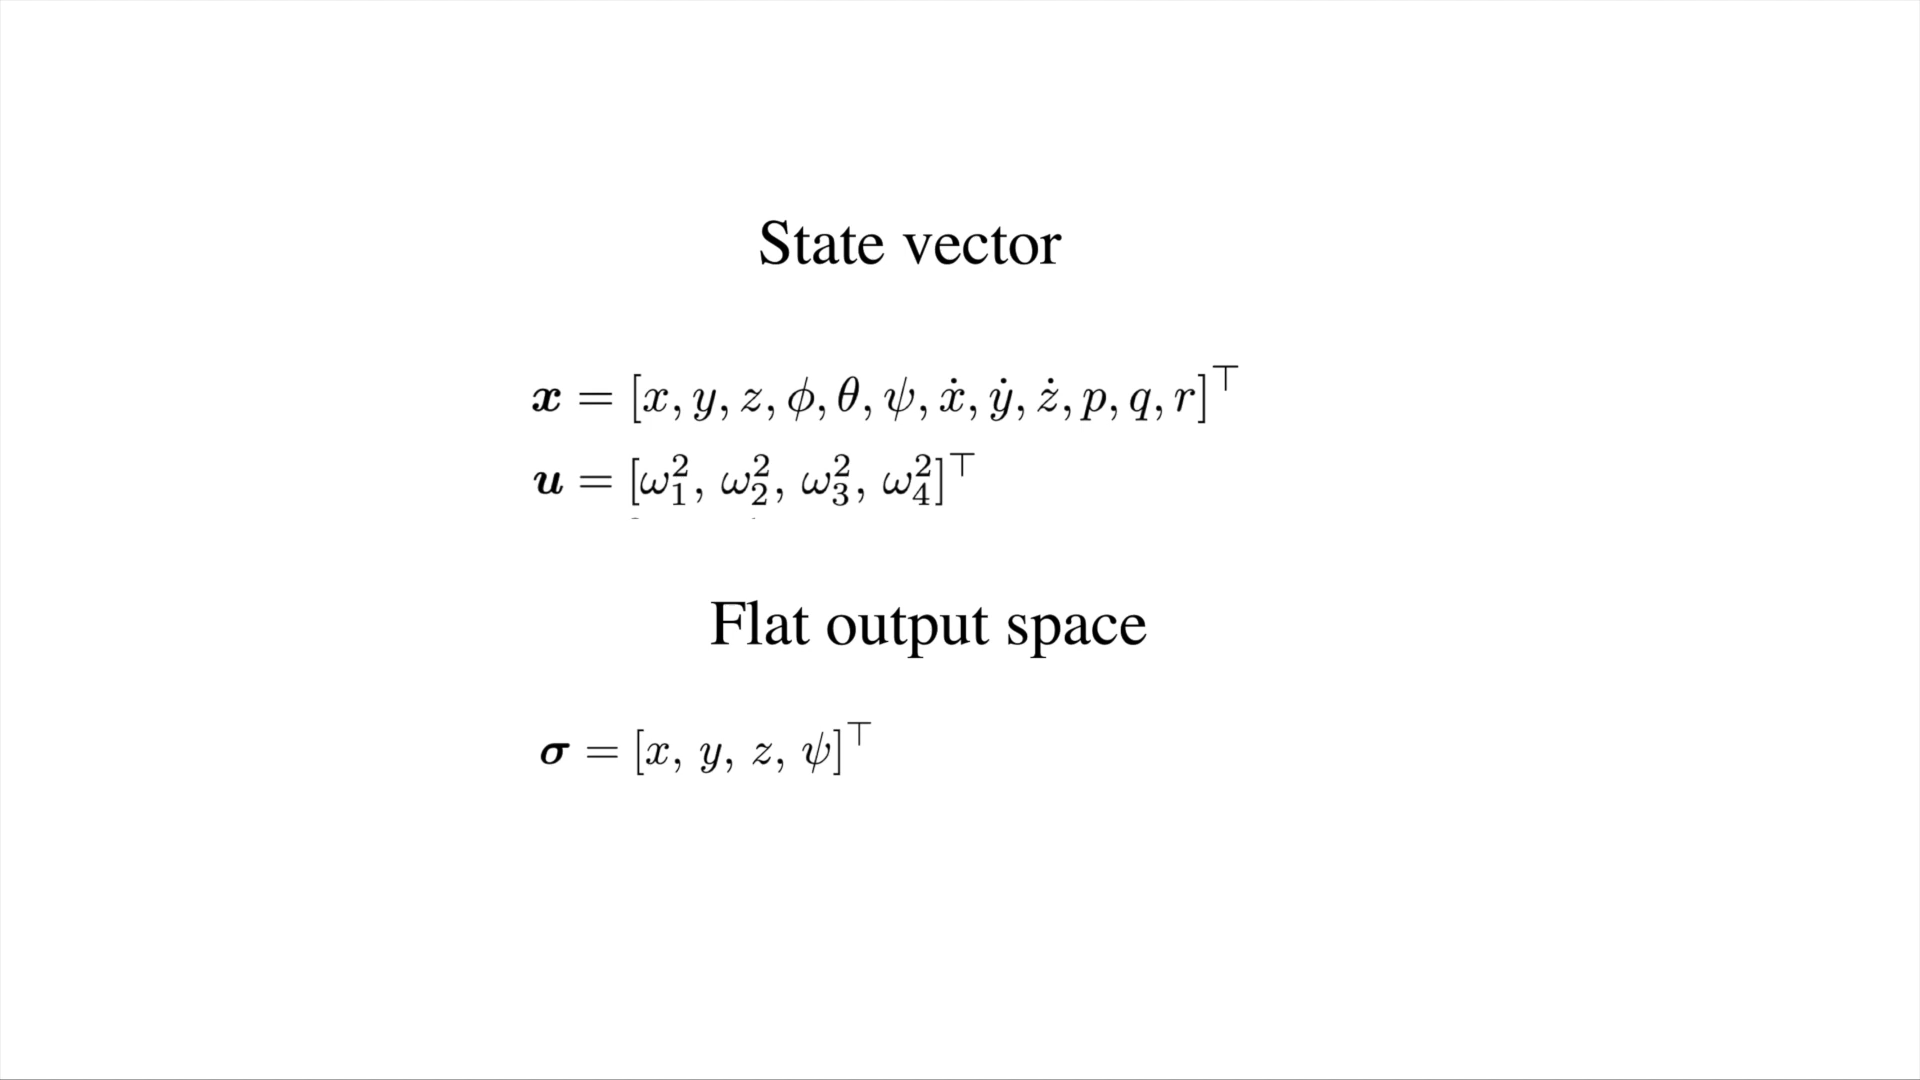 State vector
𝒙 = [x, y, z, ϕ, θ, ψ, ẋ, ẏ, ż, p, q, r]⊤
𝒖 = [ω₁², ω₂², ω₃², ω₄²]⊤
Flat output space
𝝈 = [x, y, z, ψ]⊤